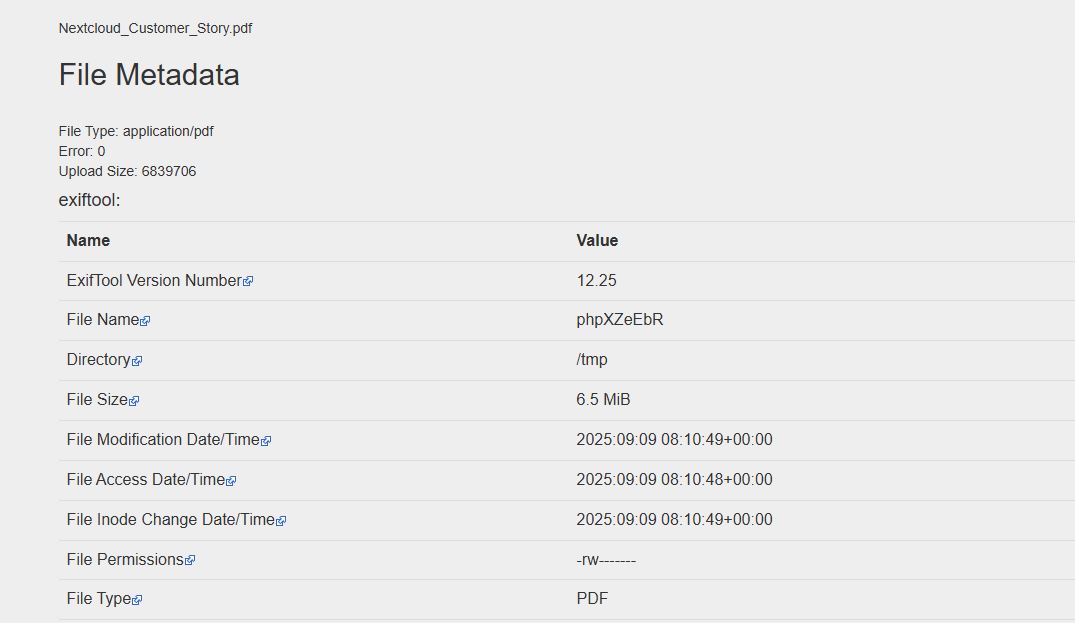 Nextcloud_Customer_Story.pdf
File Metadata
File Type: application/pdf
Error: 0
Upload Size: 6839706
exiftool:
Name Value
ExifTool Version Number 12.25
File Name phpXZeEbR
Directory /tmp
File Size 6.5 MiB
File Modification Date/Time 2025:09:09 08:10:49+00:00
File Access Date/Time 2025:09:09 08:10:48+00:00
File Inode Change Date/Time 2025:09:09 08:10:49+00:00
File Permissions -rw-------
File Type PDF